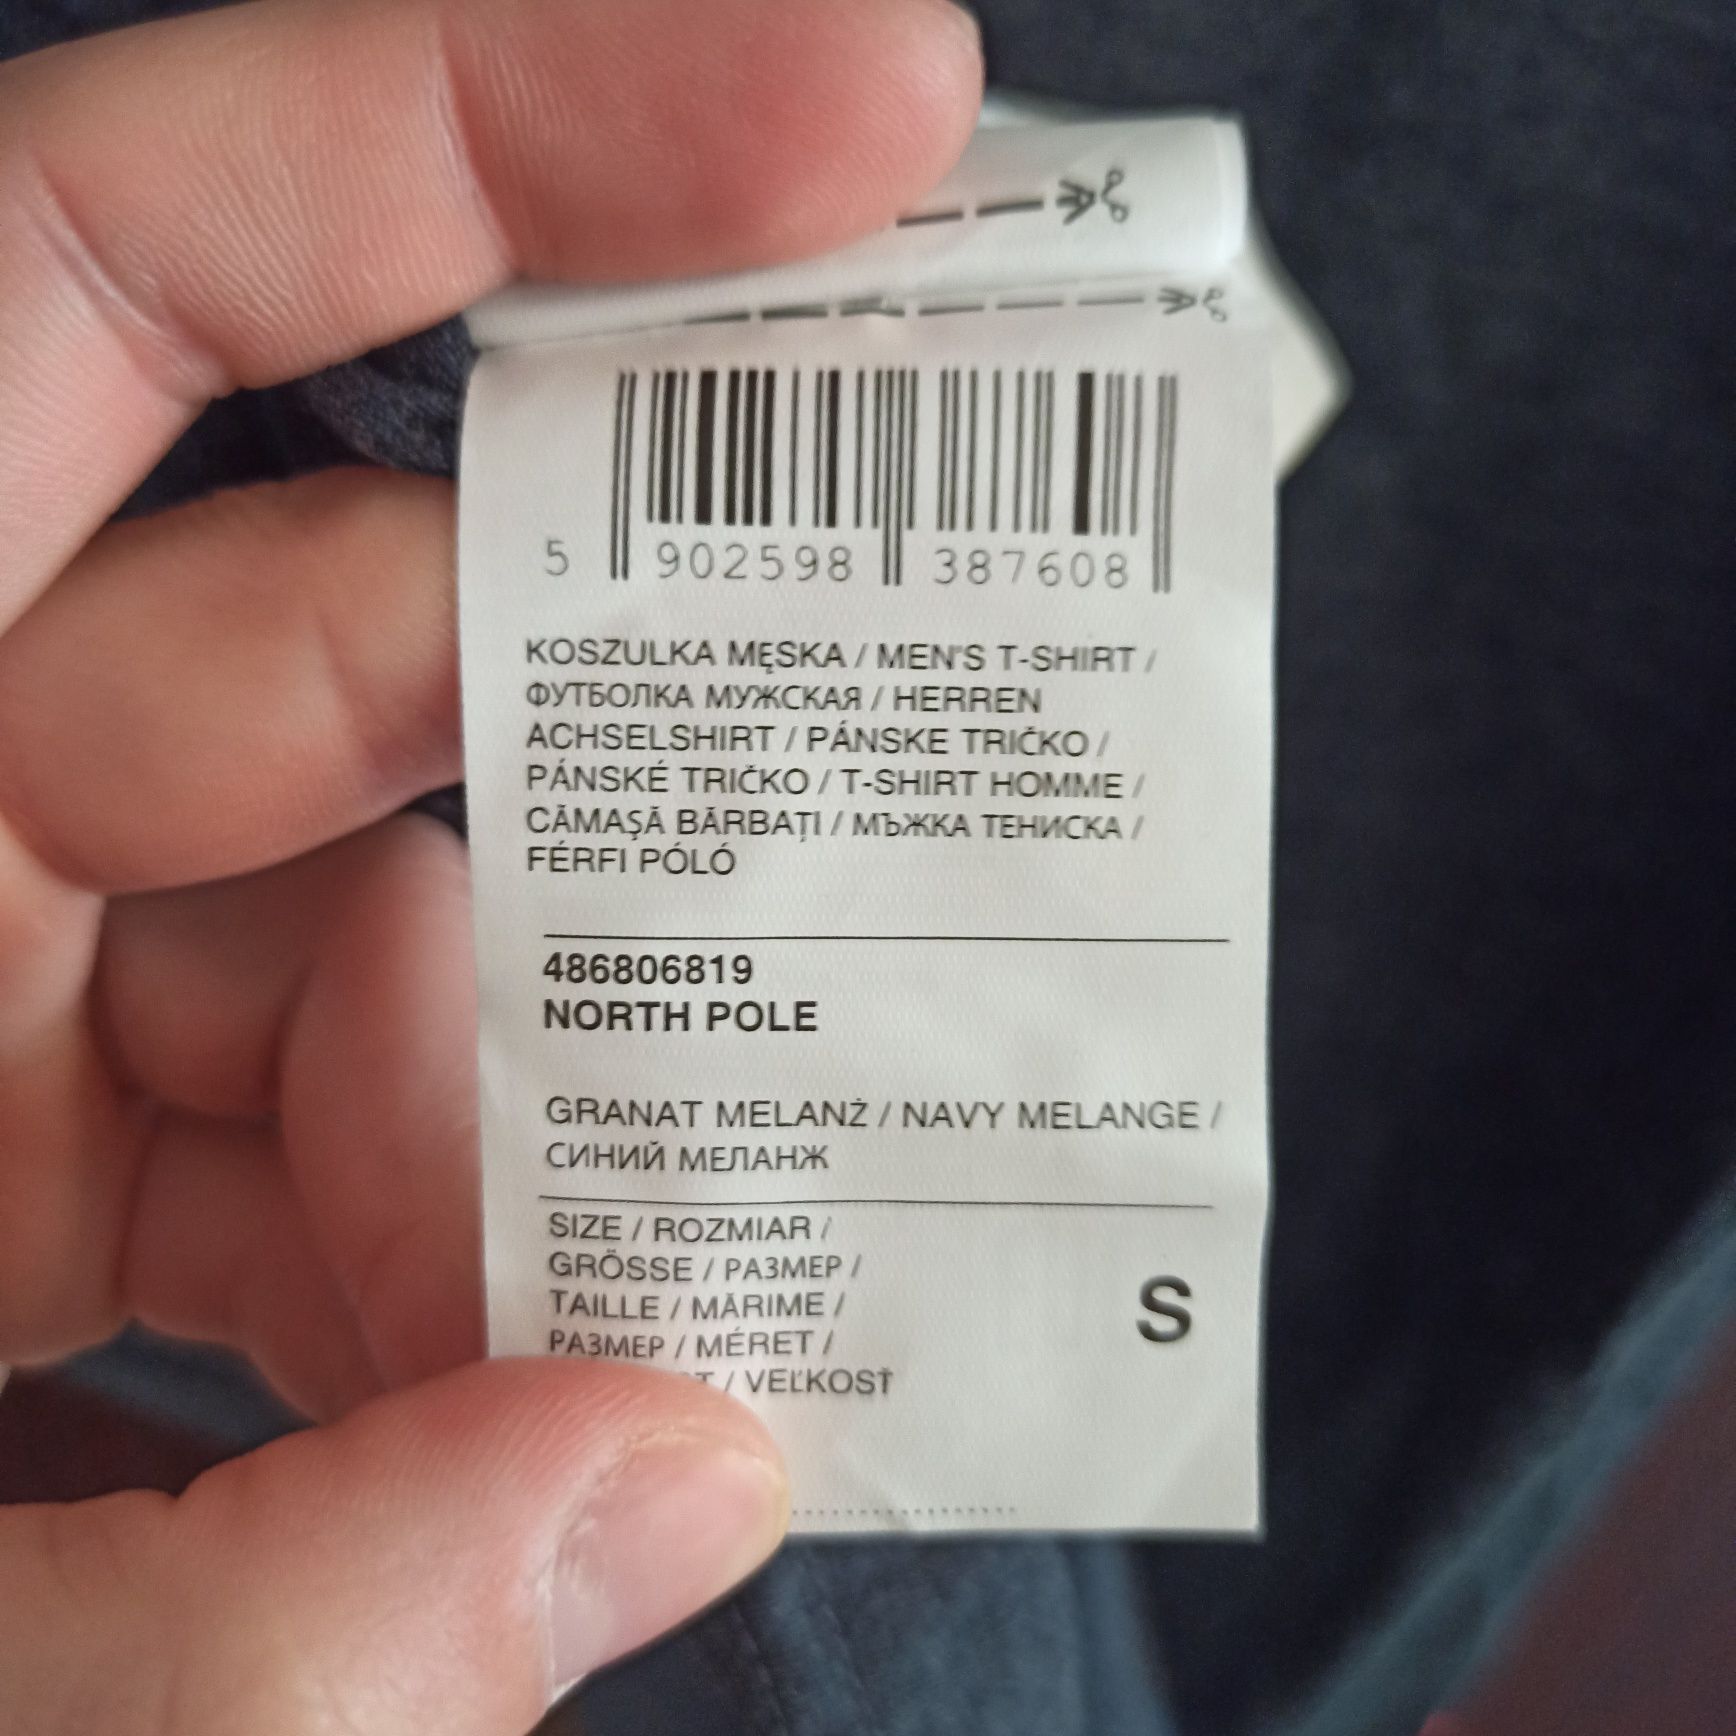 5 902598 387608
KOSZULKA MĘSKA / MEN'S T-SHIRT /
ФУТБОЛКА МУЖСКАЯ / HERREN
ACHSELSHIRT / PÁNSKE TRIČKO /
PÁNSKÉ TRIČKO / T-SHIRT HOMME /
CĂMAȘĂ BĂRBAȚI / МЪЖКА ТЕНИСКА /
FÉRFI PÓLÓ
486806819
NORTH POLE
GRANAT MELANŻ / NAVY MELANGE /
СИНИЙ МЕЛАНЖ
SIZE / ROZMIAR /
GRÖSSE / РАЗМЕР /
TAILLE / MĂRIME /
РАЗМЕР / MÉRET /
/ VEĽKOSŤ
S